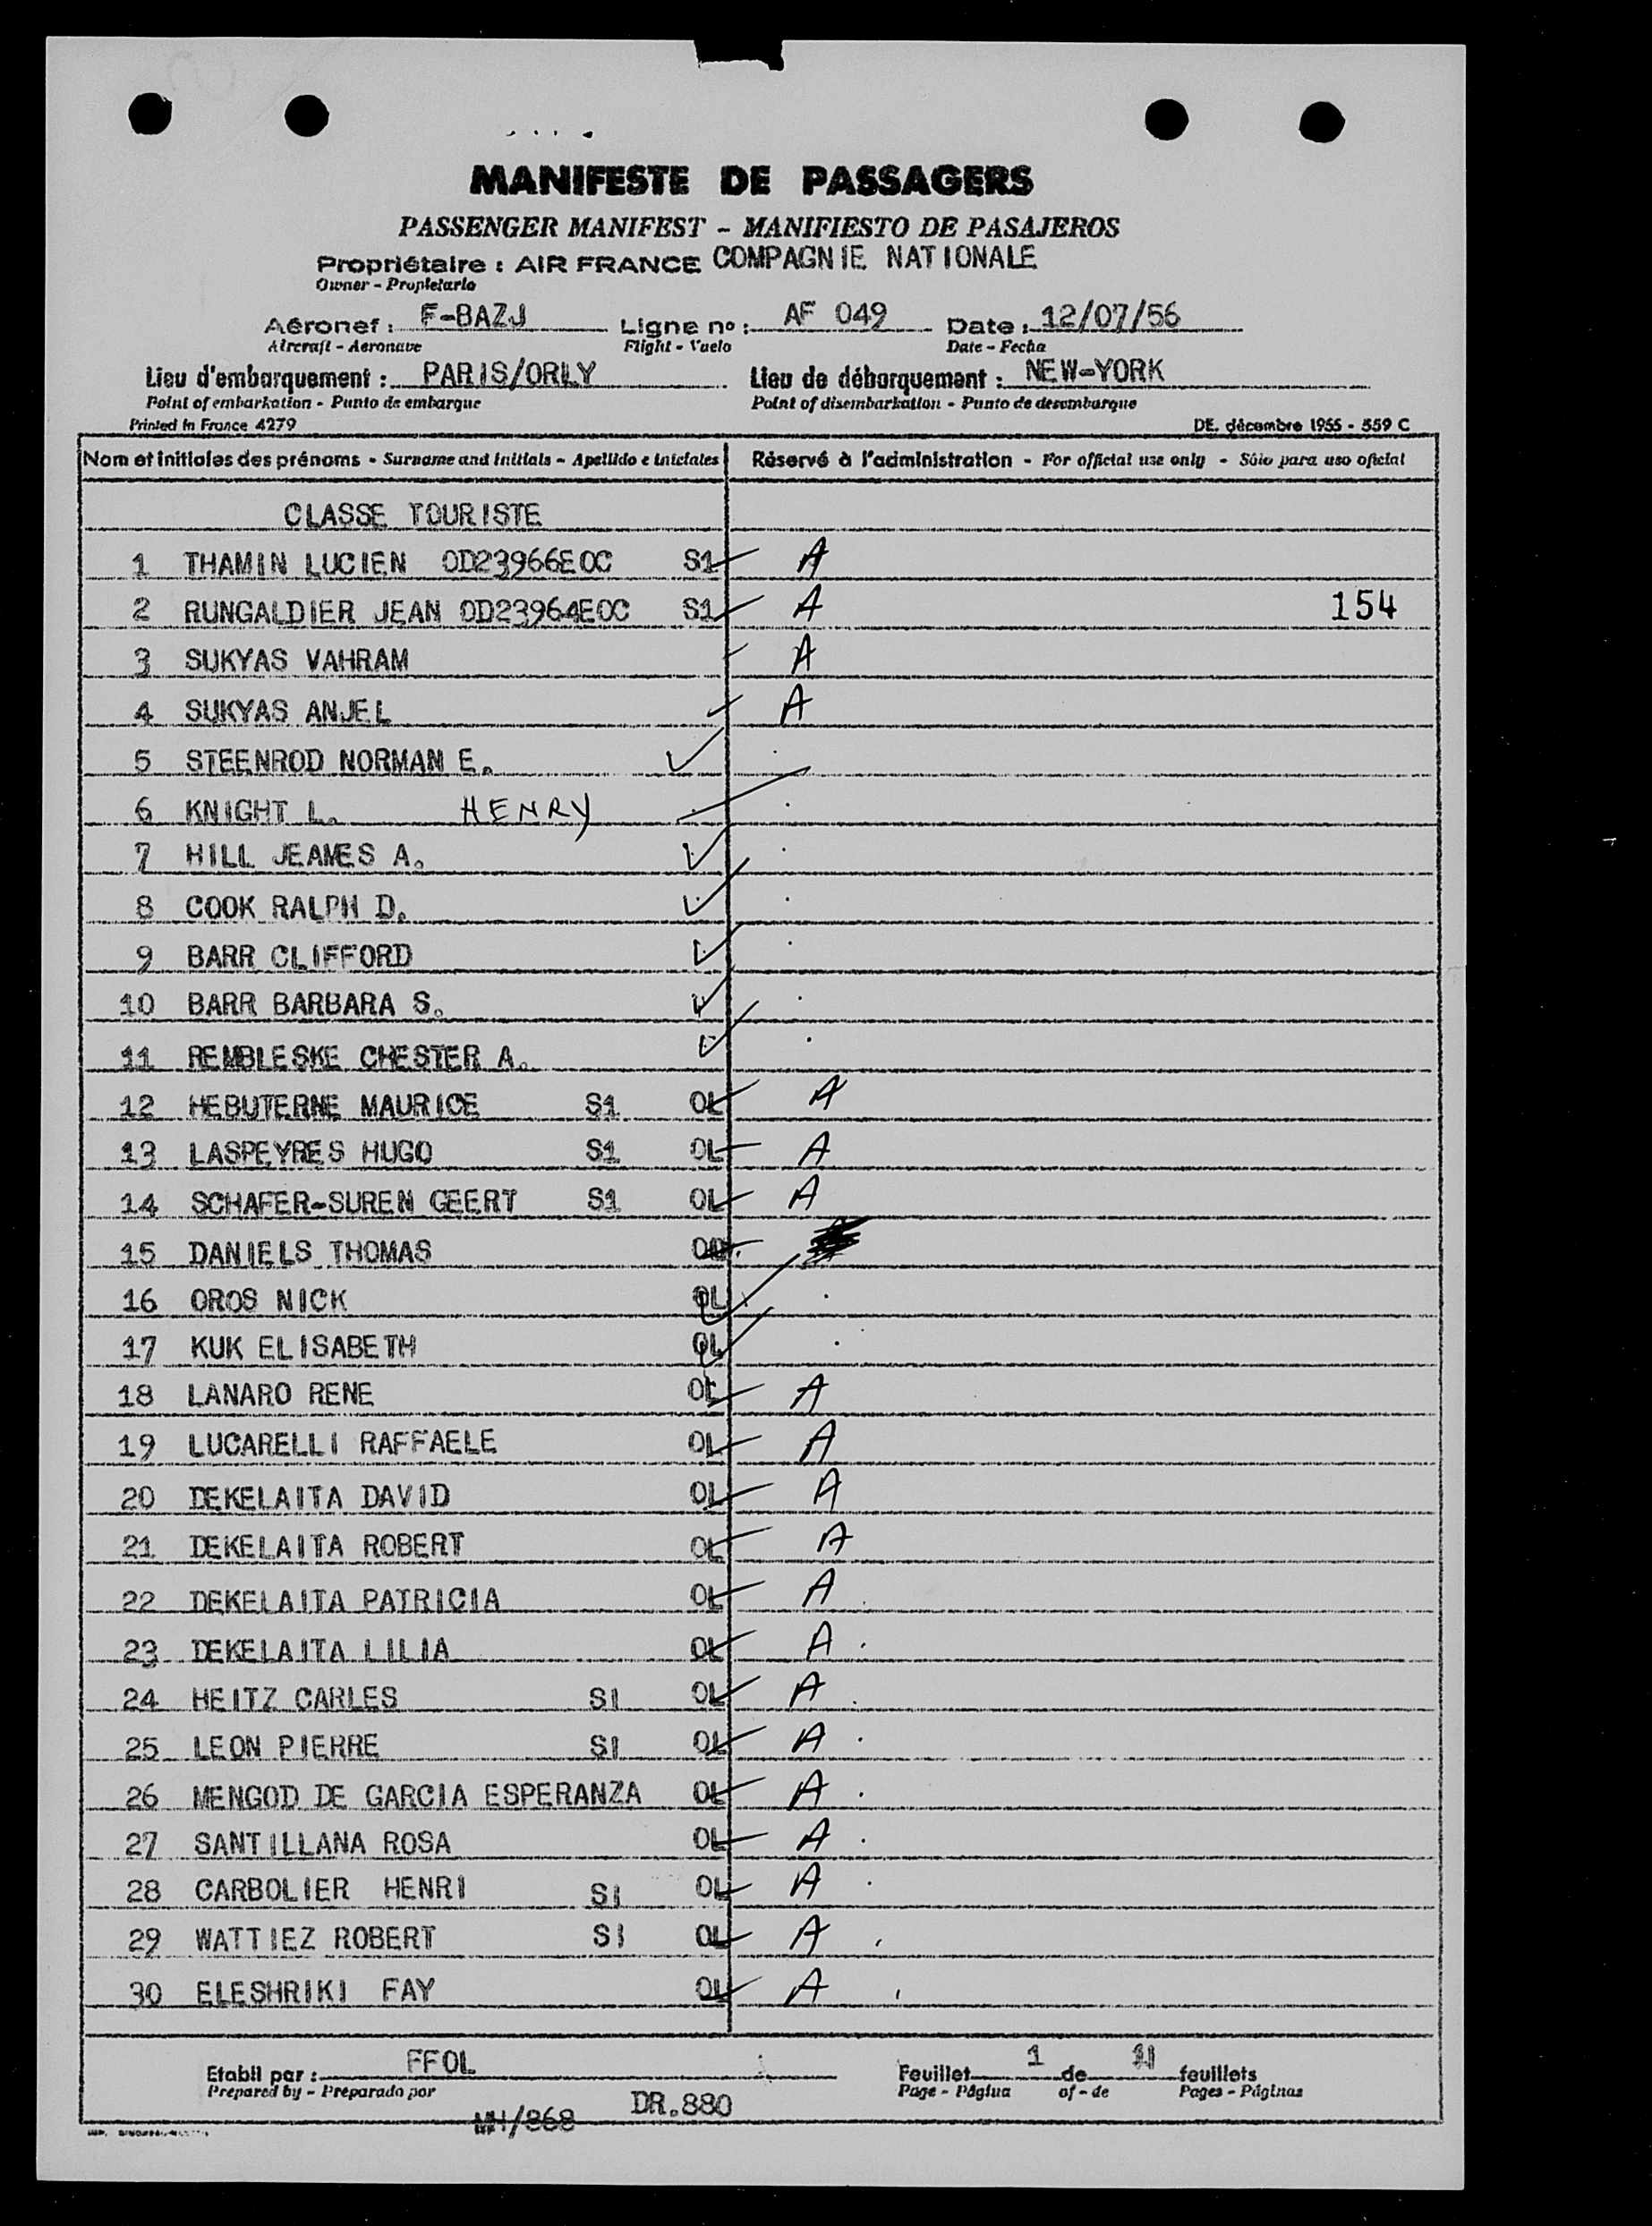 MANIFESTE DE PASSAGERS
PASSENGER MANIFEST - MANIFIESTO DE PASAJEROS
Propriétaire : AIR FRANCE COMPAGNIE NATIONALE
Owner - Propietario
Aéronef : F-BAZJ Ligne no : AF 049 Date : 12/07/56
Aircraft - Aeronave Flight - Vuelo Date - Fecha
Lieu d'embarquement : PARIS/ORLY Lieu de débarquement : NEW-YORK
Point of embarkation - Punto de embarque Point of disembarkation - Punto de desembarque
Printed in France 4279 DE. décembre 1955 - 559 C
Nom et initiales des prénoms - Surname and initials - Apellido e iniciales Réservé à l'administration - For official use only - Sólo para uso oficial
CLASSE TOURISTE
1 THAMIN LUCIEN OD23966EOC S1 A
2 RUNGALDIER JEAN OD23964EOC S1 A 154
3 SUKYAS VAHRAM A
4 SUKYAS ANJEL A
5 STEENROD NORMAN E.
6 KNIGHT L. HENRY
7 HILL JEAMES A.
8 COOK RALPH D.
9 BARR CLIFFORD
10 BARR BARBARA S.
11 REMBLESKE CHESTER A.
12 HEBUTERNE MAURICE S1 OL A
13 LASPEYRES HUGO S1 OL A
14 SCHAFER-SUREN GEERT S1 OL A
15 DANIELS THOMAS
16 OROS NICK OL
17 KUK ELISABETH OL
18 LANARO RENE OL A
19 LUCARELLI RAFFAELE OL A
20 DEKELAITA DAVID OL A
21 DEKELAITA ROBERT OL A
22 DEKELAITA PATRICIA OL A
23 DEKELAITA LILIA OL A
24 HEITZ CARLES SI OL A
25 LEON PIERRE SI OL A
26 MENGOD DE GARCIA ESPERANZA OL A
27 SANTILLANA ROSA OL A
28 CARBOLIER HENRI SI OL A
29 WATTIEZ ROBERT SI OL A
30 ELESHRIKI FAY OL A
Etabli par : FFOL Feuillet 1 de feuillets
Prepared by - Preparado por Page - Página of - de Pages - Páginas
DR.880